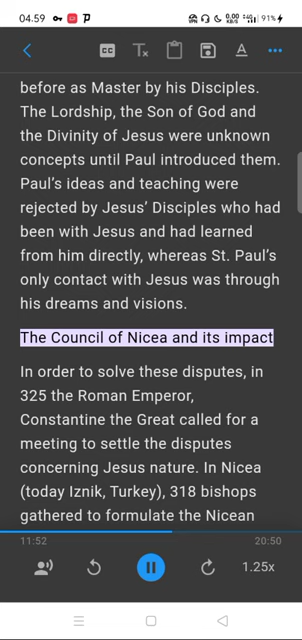 04.59
0.00
KB/S
4G
91%
CC
A
before as Master by his Disciples.
The Lordship, the Son of God and
the Divinity of Jesus were unknown
concepts until Paul introduced them.
Paul's ideas and teaching were
rejected by Jesus' Disciples who had
been with Jesus and had learned
from him directly, whereas St. Paul's
only contact with Jesus was through
his dreams and visions.
The Council of Nicea and its impact
In order to solve these disputes, in
325 the Roman Emperor,
Constantine the Great called for a
meeting to settle the disputes
concerning Jesus nature. In Nicea
(today Iznik, Turkey), 318 bishops
gathered to formulate the Nicean
11:52 20:50
1.25x